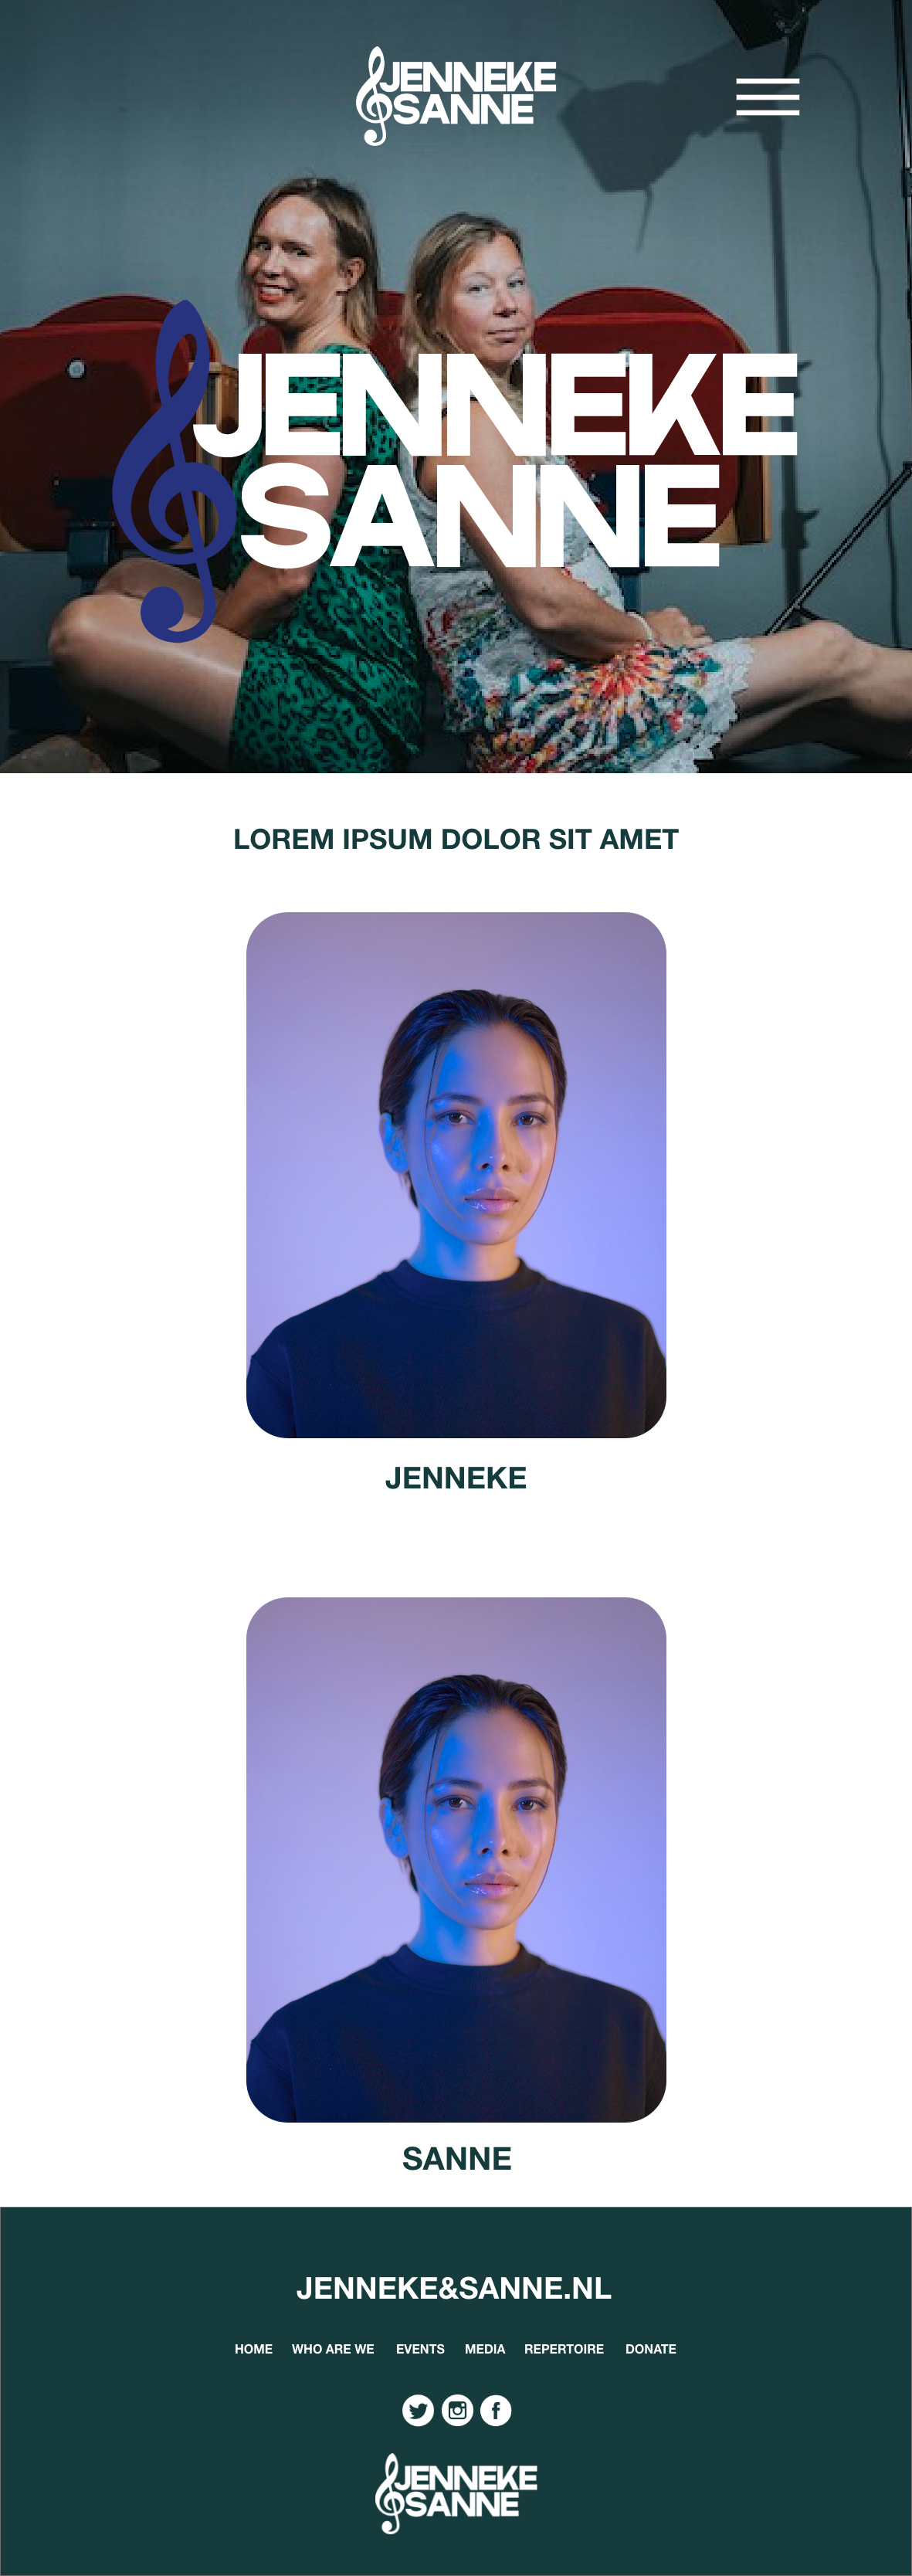 JENNEKE
SANNE
JENNEKE
SANNE
LOREM IPSUM DOLOR SIT AMET
JENNEKE
SANNE
JENNEKE&SANNE.NL
HOME WHO ARE WE EVENTS MEDIA REPERTOIRE DONATE
JENNEKE
SANNE